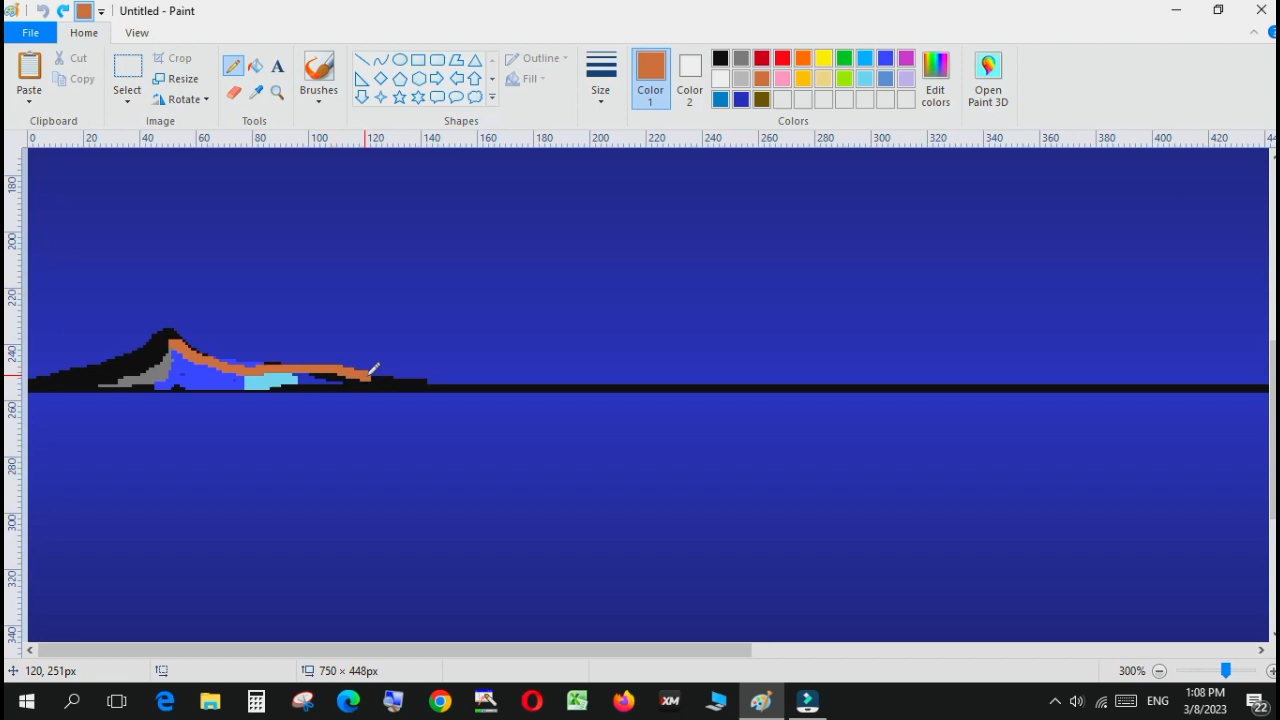 Untitled - Paint
File
Home
View
Paste
Cut
Copy
Clipboard
Select
Crop
Resize
Rotate
Image
A
Tools
Brushes
Outline
Fill
Shapes
Size
Color 1
Color 2
Edit colors
Colors
Open Paint 3D
0 20 40 60 80 100 120 140 160 180 200 220 240 260 280 300 320 340 360 380 400 420 44
180
200
220
240
260
280
300
320
340
120, 251px
750 × 448px
300%
XM
ENG
1:08 PM
3/8/2023
22